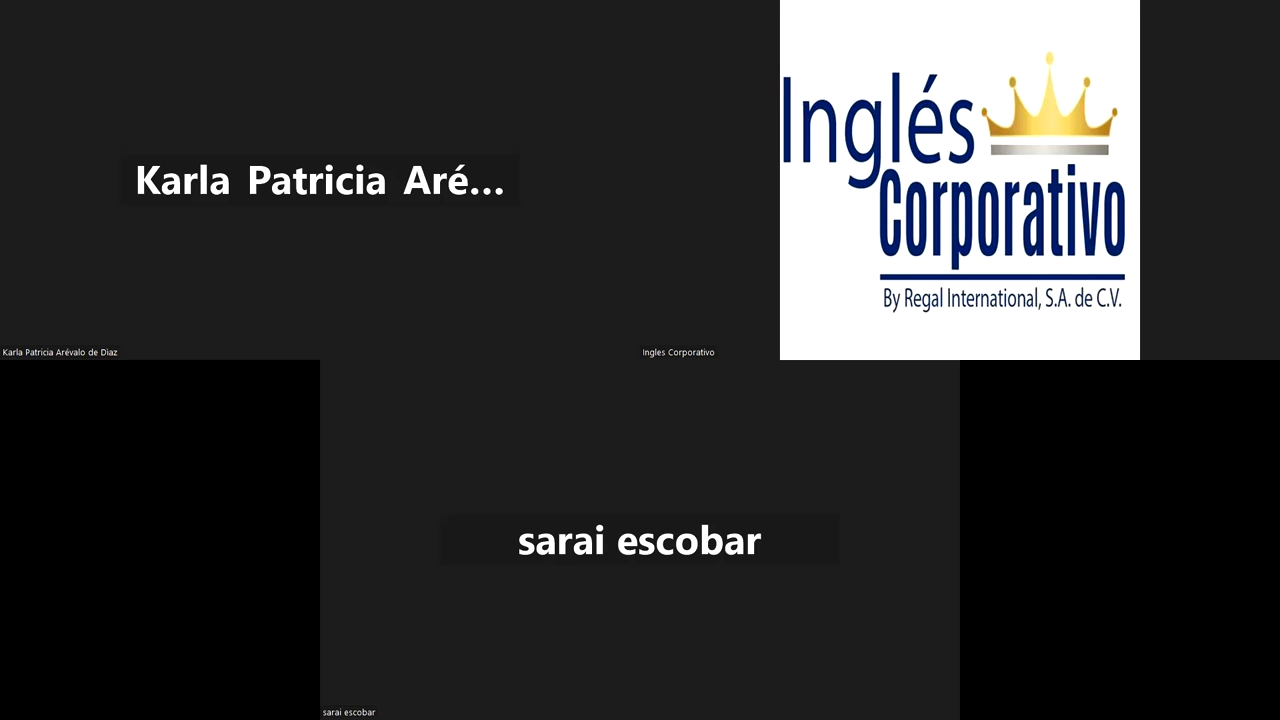 Karla Patricia Aré...
Karla Patricia Arévalo de Díaz
Inglés
Corporativo
By Regal International, S.A. de C.V.
Ingles Corporativo
sarai escobar
sarai escobar